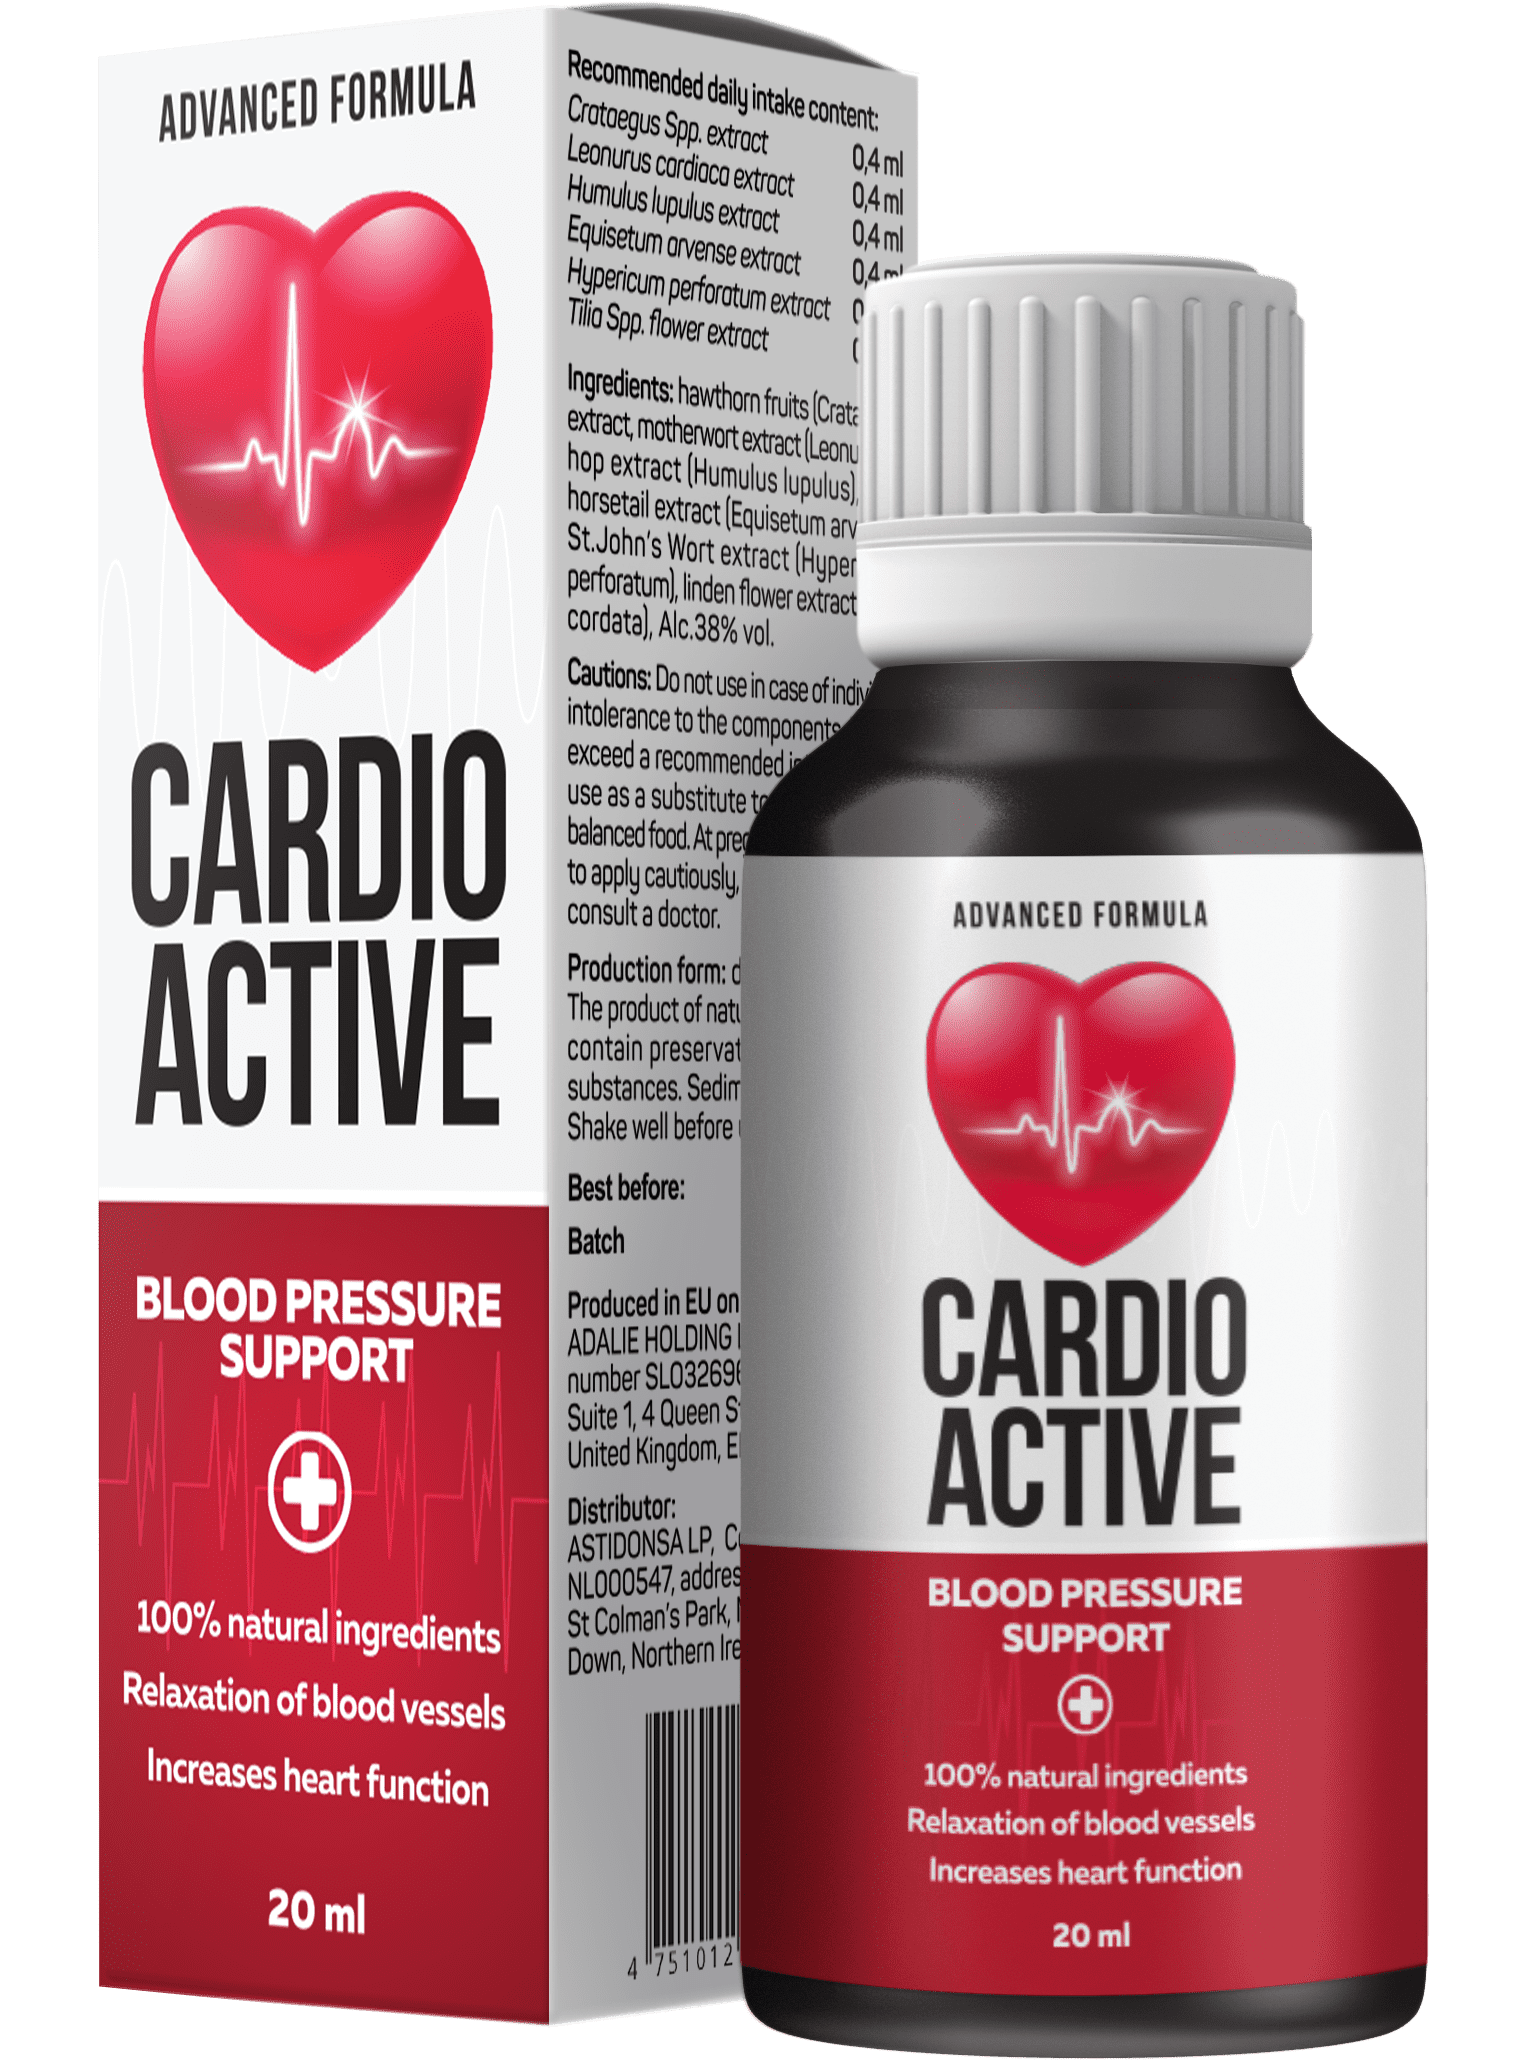 ADVANCED FORMULA
CARDIO
ACTIVE
BLOOD PRESSURE
SUPPORT
100% natural ingredients
Relaxation of blood vessels
Increases heart function
20 ml
Recommended daily intake content:
Crataegus Spp. extract 0,4 ml
Leonurus cardiaca extract 0,4 ml
Humulus lupulus extract 0,4 ml
Equisetum arvense extract 0,4
Hypericum perforatum extract
Tilia Spp. flower extract
Ingredients: hawthorn fruits
extract, motherwort extract
hop extract (Humulus lupulus),
horsetail extract (Equisetum
St.John's Wort extract
perforatum), linden flower extract
cordata), Alc.38% vol.
Cautions: Do not use in case of
intolerance to the components
exceed a recommended
use as a substitute
balanced food. At
to apply cautiously,
consult a doctor.
Production form:
The product of
contain
substances.
Shake well before
Best before:
Batch
Produced in EU on
ADALIE HOLDING
number
Suite 1, 4 Queen
United Kingdom,
Distributor:
ASTIDONSA LP,
NL000547,
St Colman's Park,
Down, Northern
4 751012
ADVANCED FORMULA
CARDIO
ACTIVE
BLOOD PRESSURE
SUPPORT
100% natural ingredients
Relaxation of blood vessels
Increases heart function
20 ml